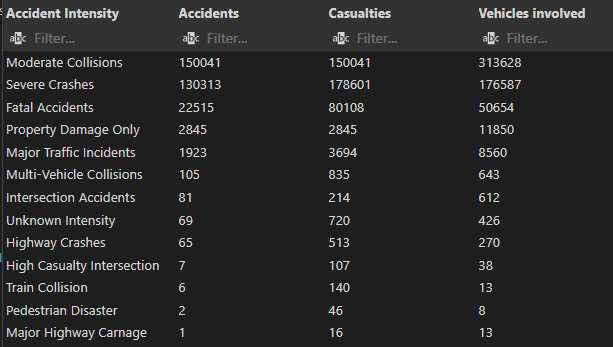 Accident Intensity Accidents Casualties Vehicles involved
abc Filter... abc Filter... abc Filter... abc Filter...
Moderate Collisions 150041 150041 313628
Severe Crashes 130313 178601 176587
Fatal Accidents 22515 80108 50654
Property Damage Only 2845 2845 11850
Major Traffic Incidents 1923 3694 8560
Multi-Vehicle Collisions 105 835 643
Intersection Accidents 81 214 612
Unknown Intensity 69 720 426
Highway Crashes 65 513 270
High Casualty Intersection 7 107 38
Train Collision 6 140 13
Pedestrian Disaster 2 46 8
Major Highway Carnage 1 16 13